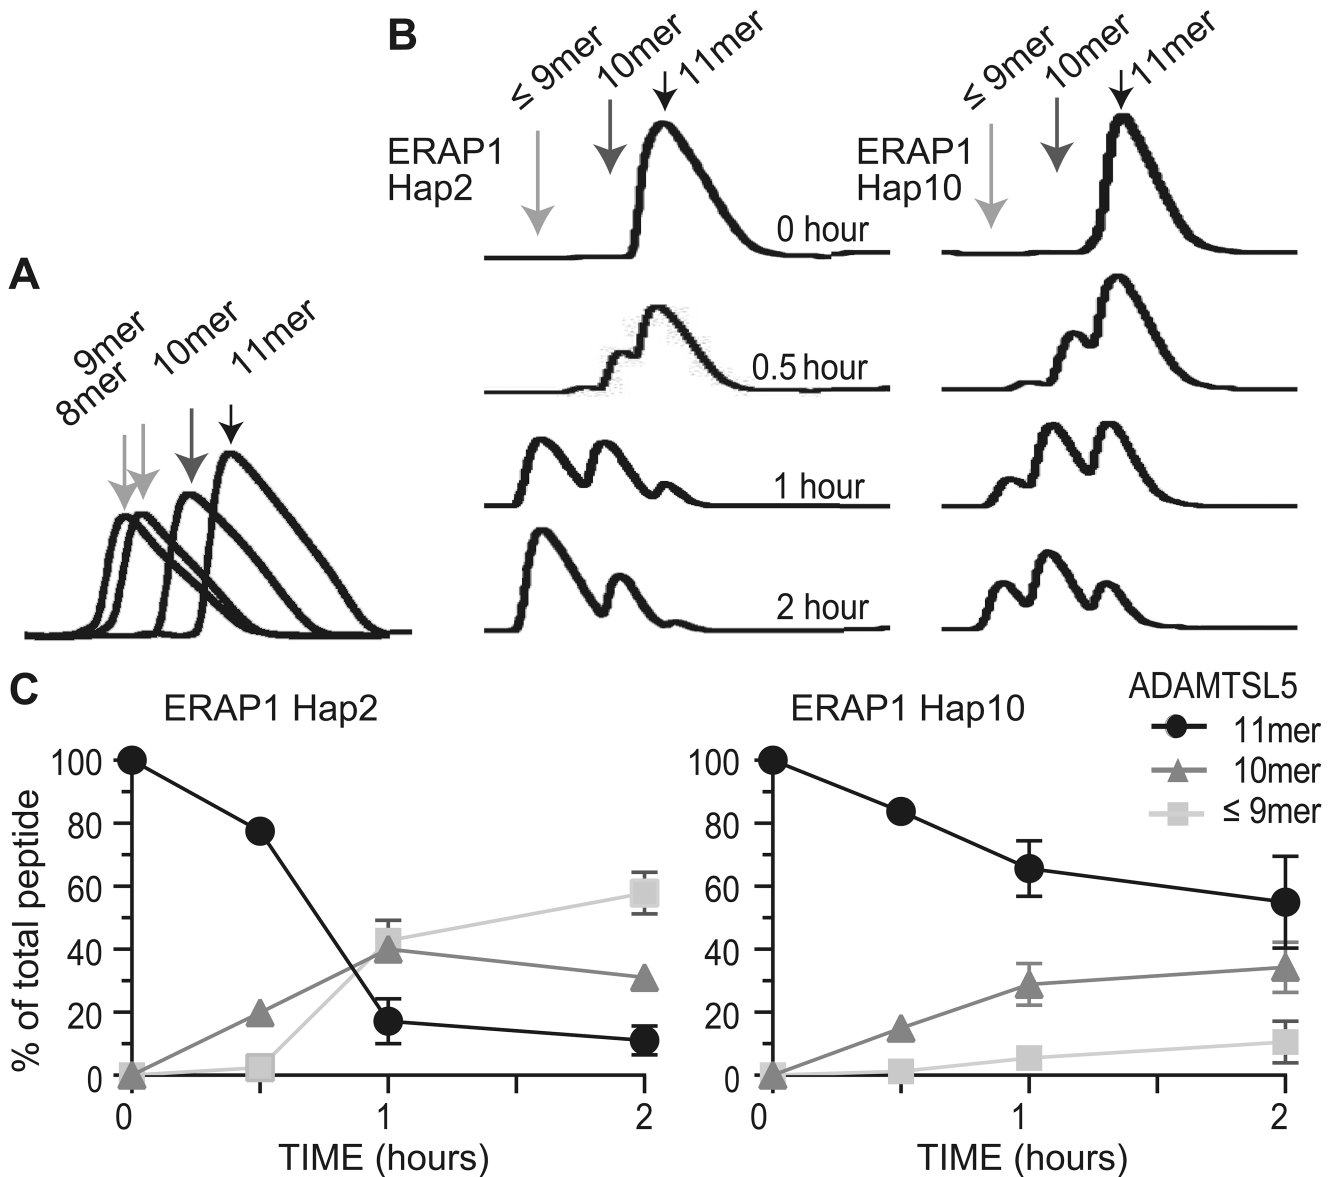 B
≤ 9mer
10mer
11mer
≤ 9mer
10mer
11mer
ERAP1
Hap2
ERAP1
Hap10
0 hour
A
9mer
8mer
10mer
11mer
0.5 hour
1 hour
2 hour
C
ERAP1 Hap2
ERAP1 Hap10
ADAMTSL5
11mer
10mer
≤ 9mer
% of total peptide
100
80
60
40
20
0
0
1
2
TIME (hours)
100
80
60
40
20
0
0
1
2
TIME (hours)